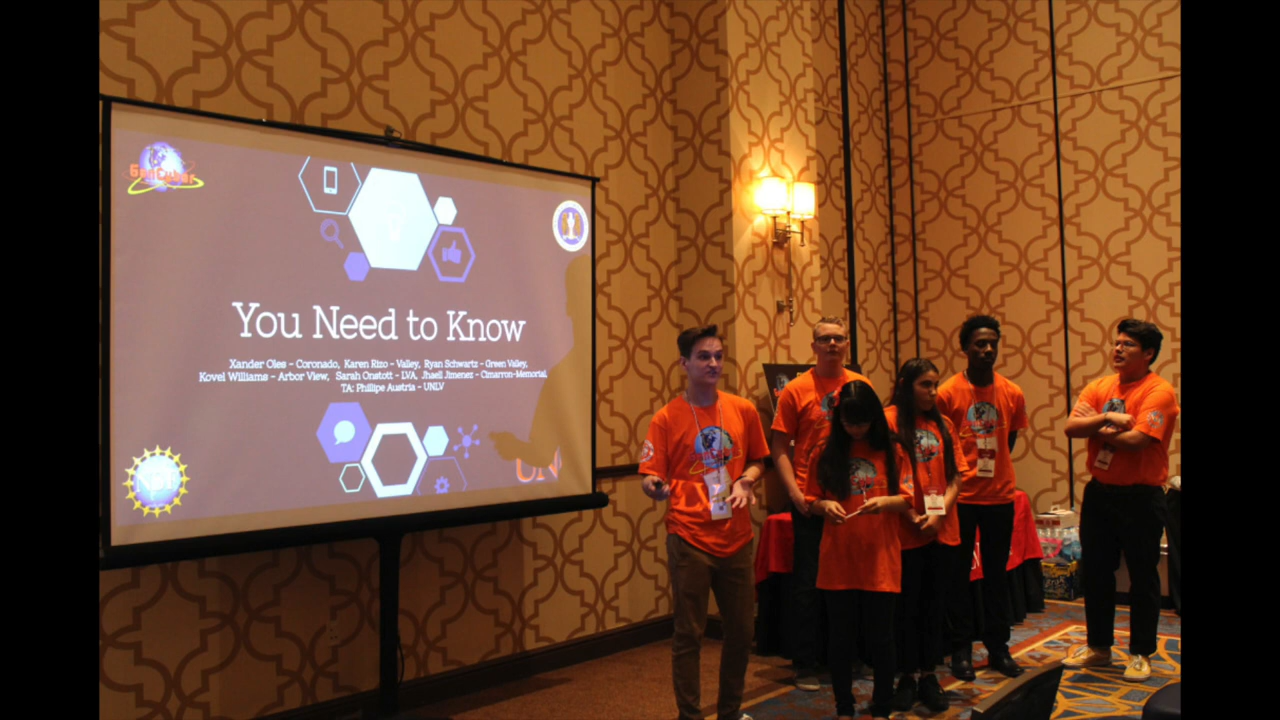 GenCyber
You Need to Know
Xander Oles - Coronado, Karen Rizo - Valley, Ryan Schwartz - Green Valley,
Kovel Williams - Arbor View, Sarah Onstott - LVA, Jhaell Jimenez - Cimarron-Memorial,
TA: Phillipe Austria - UNLV
NSF